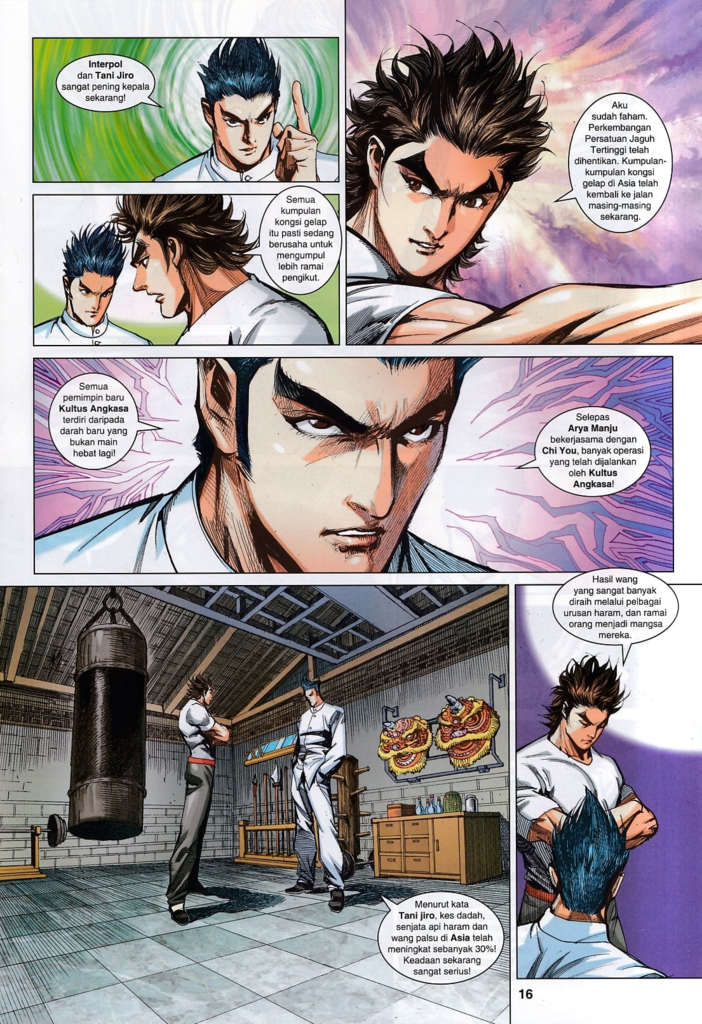 Interpol
dan Tani Jiro
sangat pening kepala
sekarang!
Aku
sudah faham.
Perkembangan
Persatuan Jaguh
Tertinggi telah
dihentikan. Kumpulan-
kumpulan kongsi
gelap di Asia telah
kembali ke jalan
masing-masing
sekarang.
Semua
kumpulan
kongsi gelap
itu pasti sedang
berusaha untuk
mengumpul
lebih ramai
pengikut.
Semua
pemimpin baru
Kultus Angkasa
terdiri daripada
darah baru yang
bukan main
hebat lagi!
Selepas
Arya Manju
bekerjasama dengan
Chi You, banyak operasi
yang telah dijalankan
oleh Kultus
Angkasa!
Menurut kata
Tani jiro, kes dadah,
senjata api haram dan
wang palsu di Asia telah
meningkat sebanyak 30%!
Keadaan sekarang
sangat serius!
Hasil wang
yang sangat banyak
diraih melalui pelbagai
urusan haram, dan ramai
orang menjadi mangsa
mereka.
16